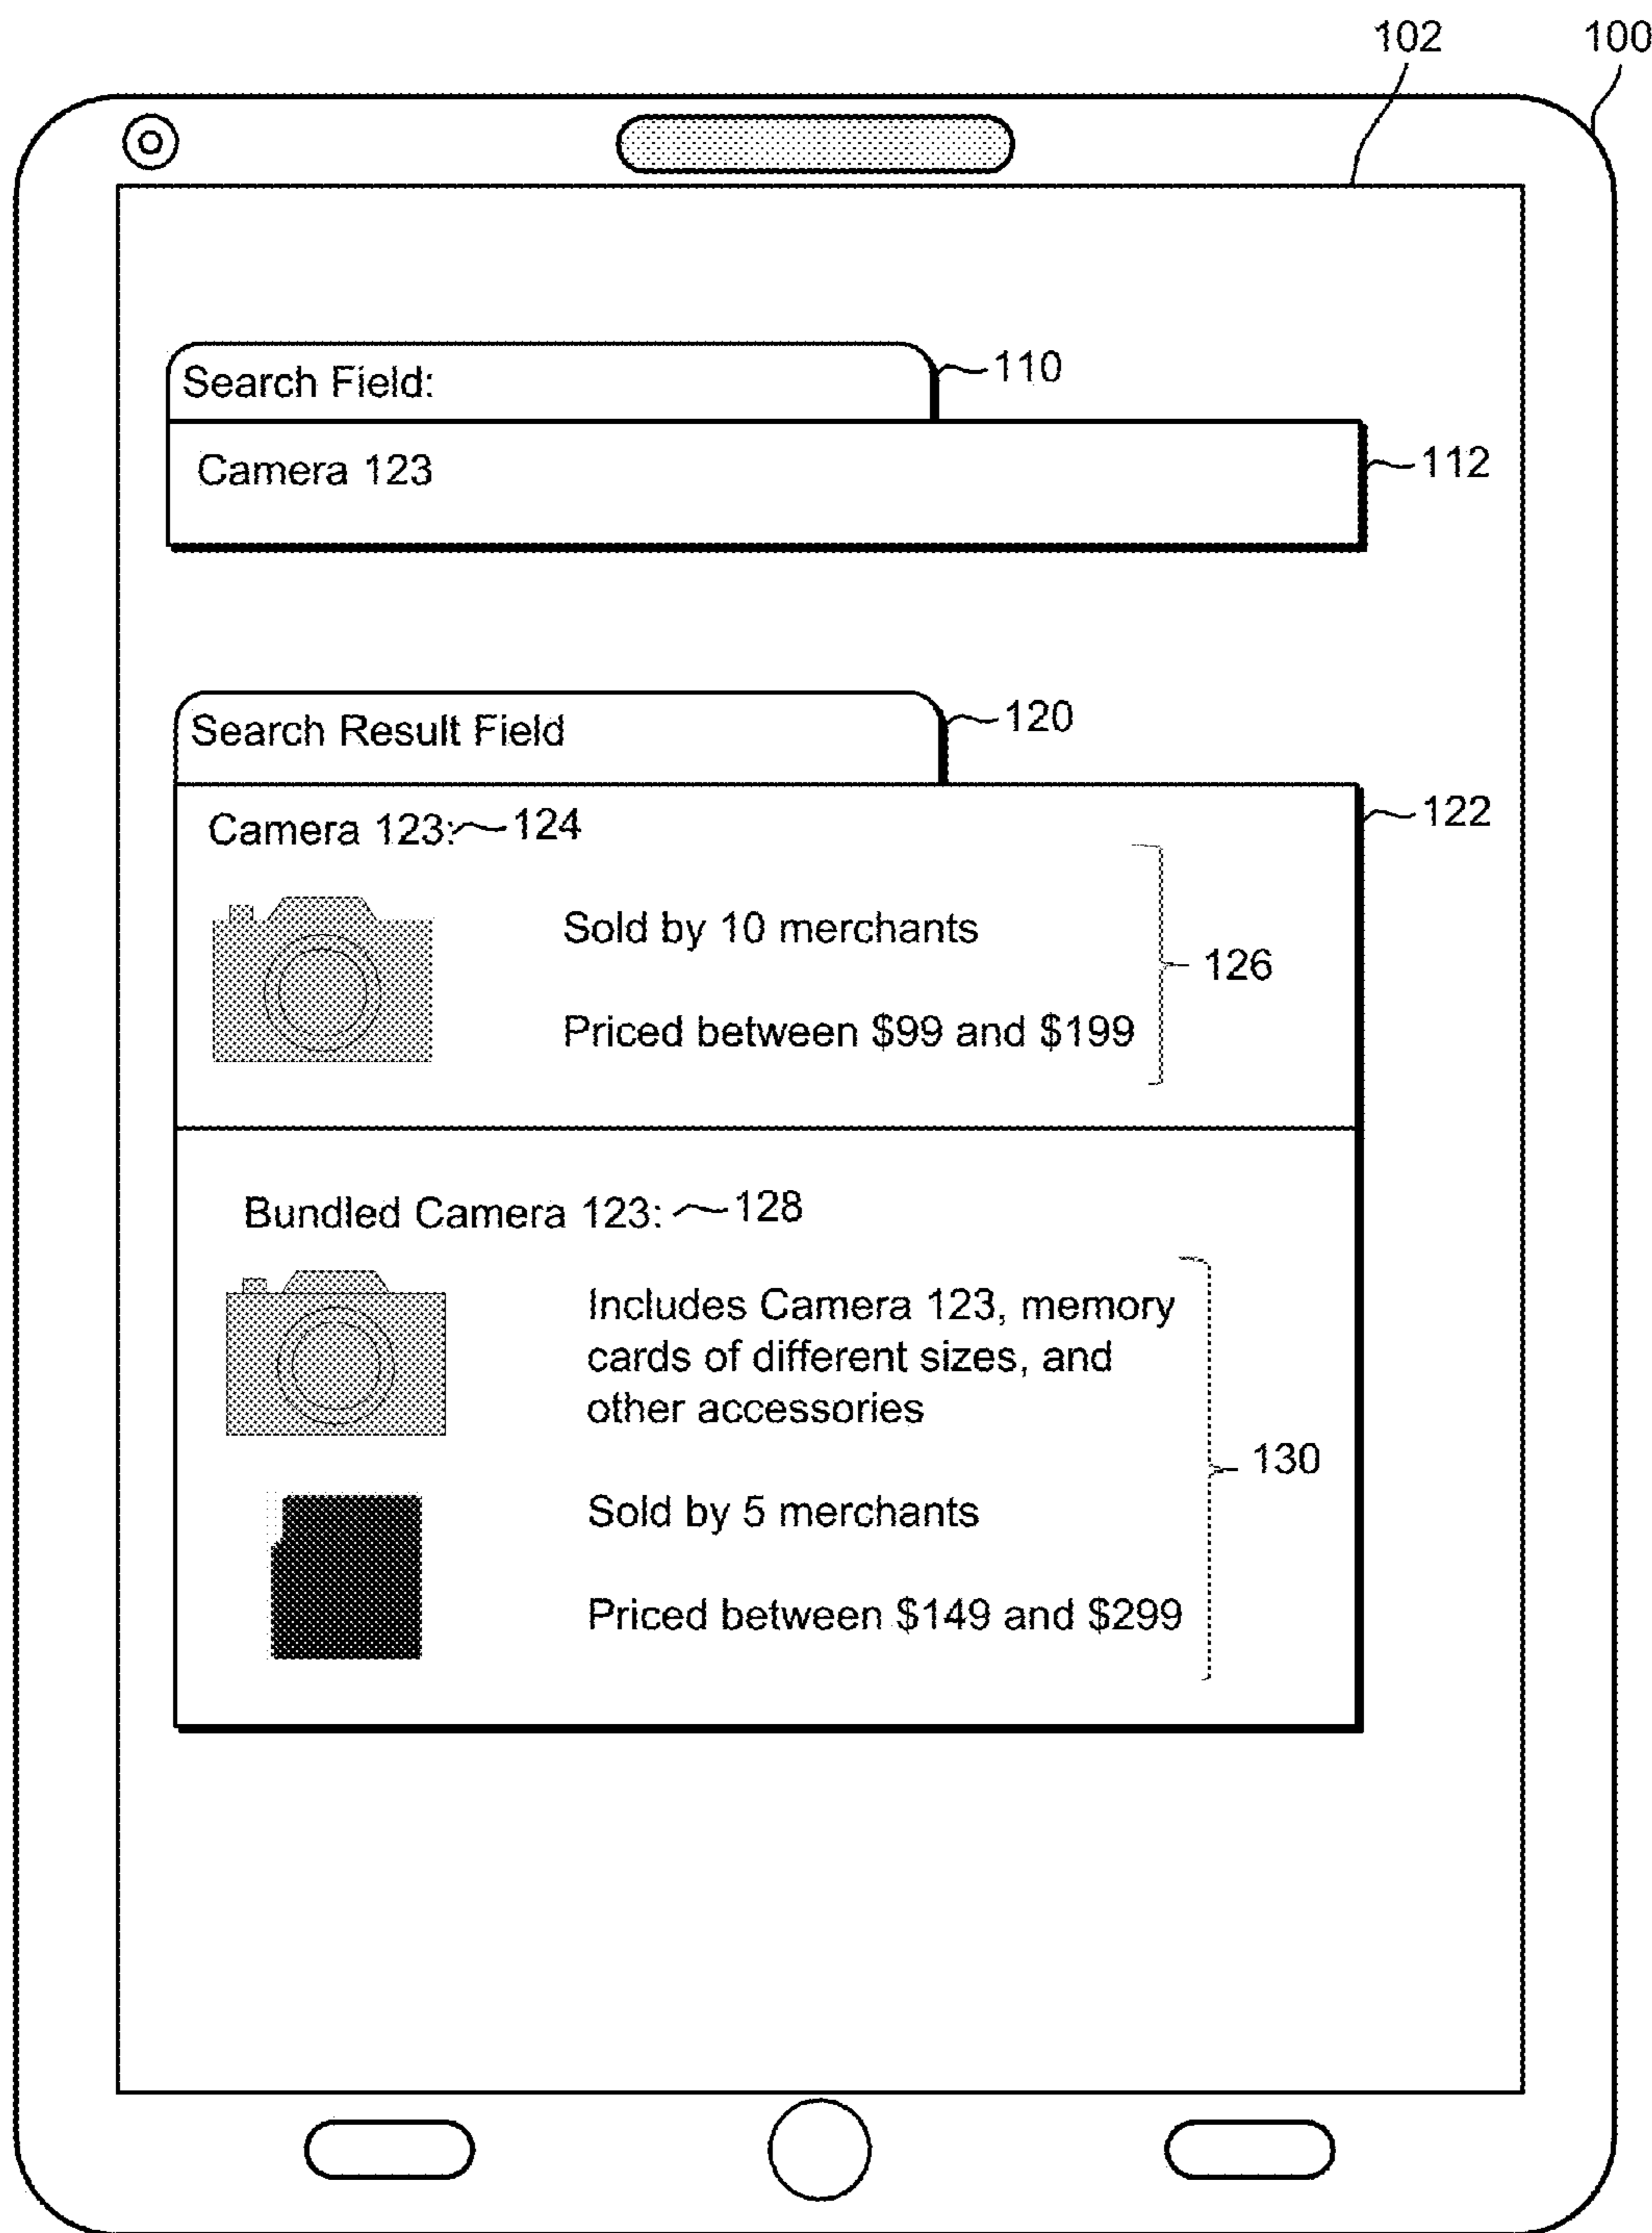 102
100
Search Field:
110
Camera 123
112
Search Result Field
120
122
Camera 123:
124
Sold by 10 merchants
126
Priced between $99 and $199
Bundled Camera 123:
128
Includes Camera 123, memory
cards of different sizes, and
other accessories
130
Sold by 5 merchants
Priced between $149 and $299